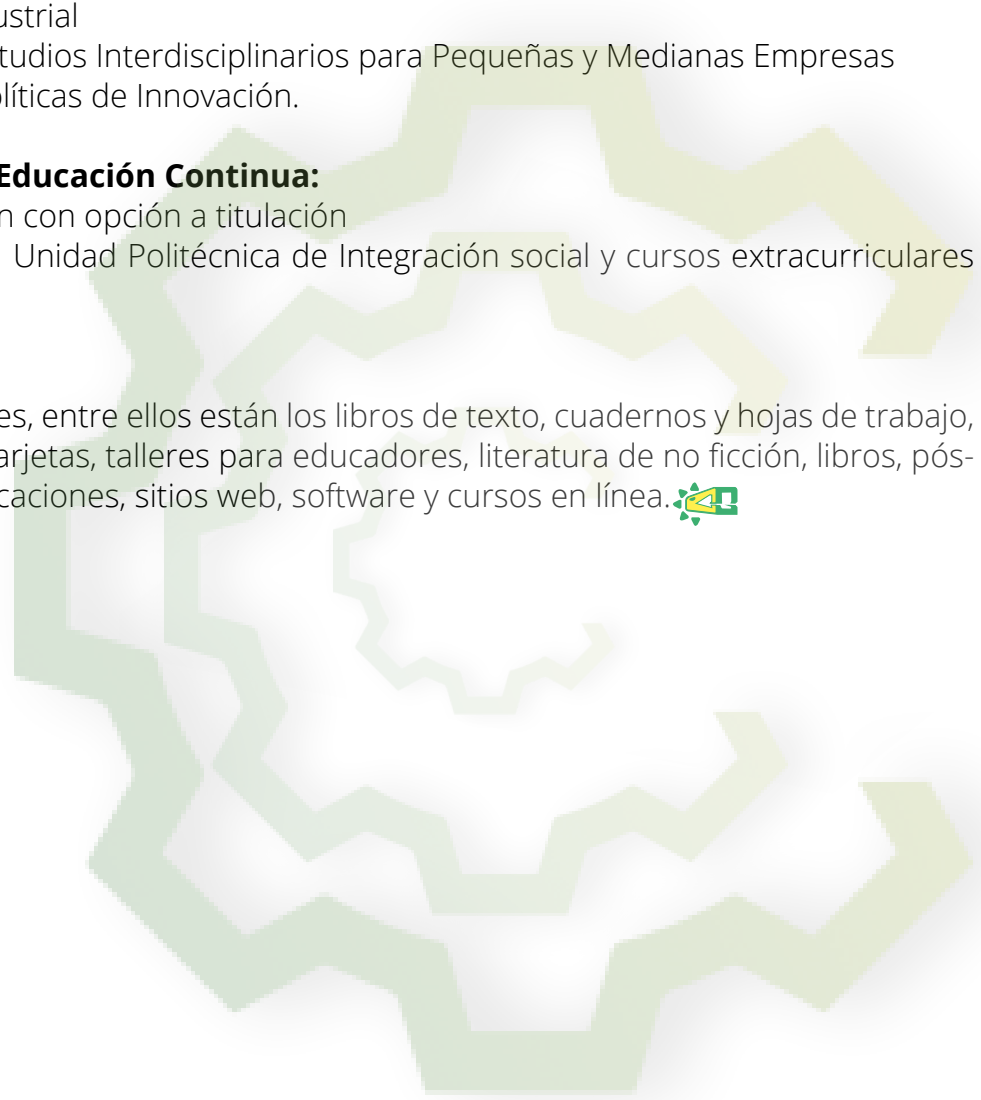 ustrial
tudios Interdisciplinarios para Pequeñas y Medianas Empresas
olíticas de Innovación.
Educación Continua:
n con opción a titulación
Unidad Politécnica de Integración social y cursos extracurriculares
es, entre ellos están los libros de texto, cuadernos y hojas de trabajo,
arjetas, talleres para educadores, literatura de no ficción, libros, pós-
caciones, sitios web, software y cursos en línea.